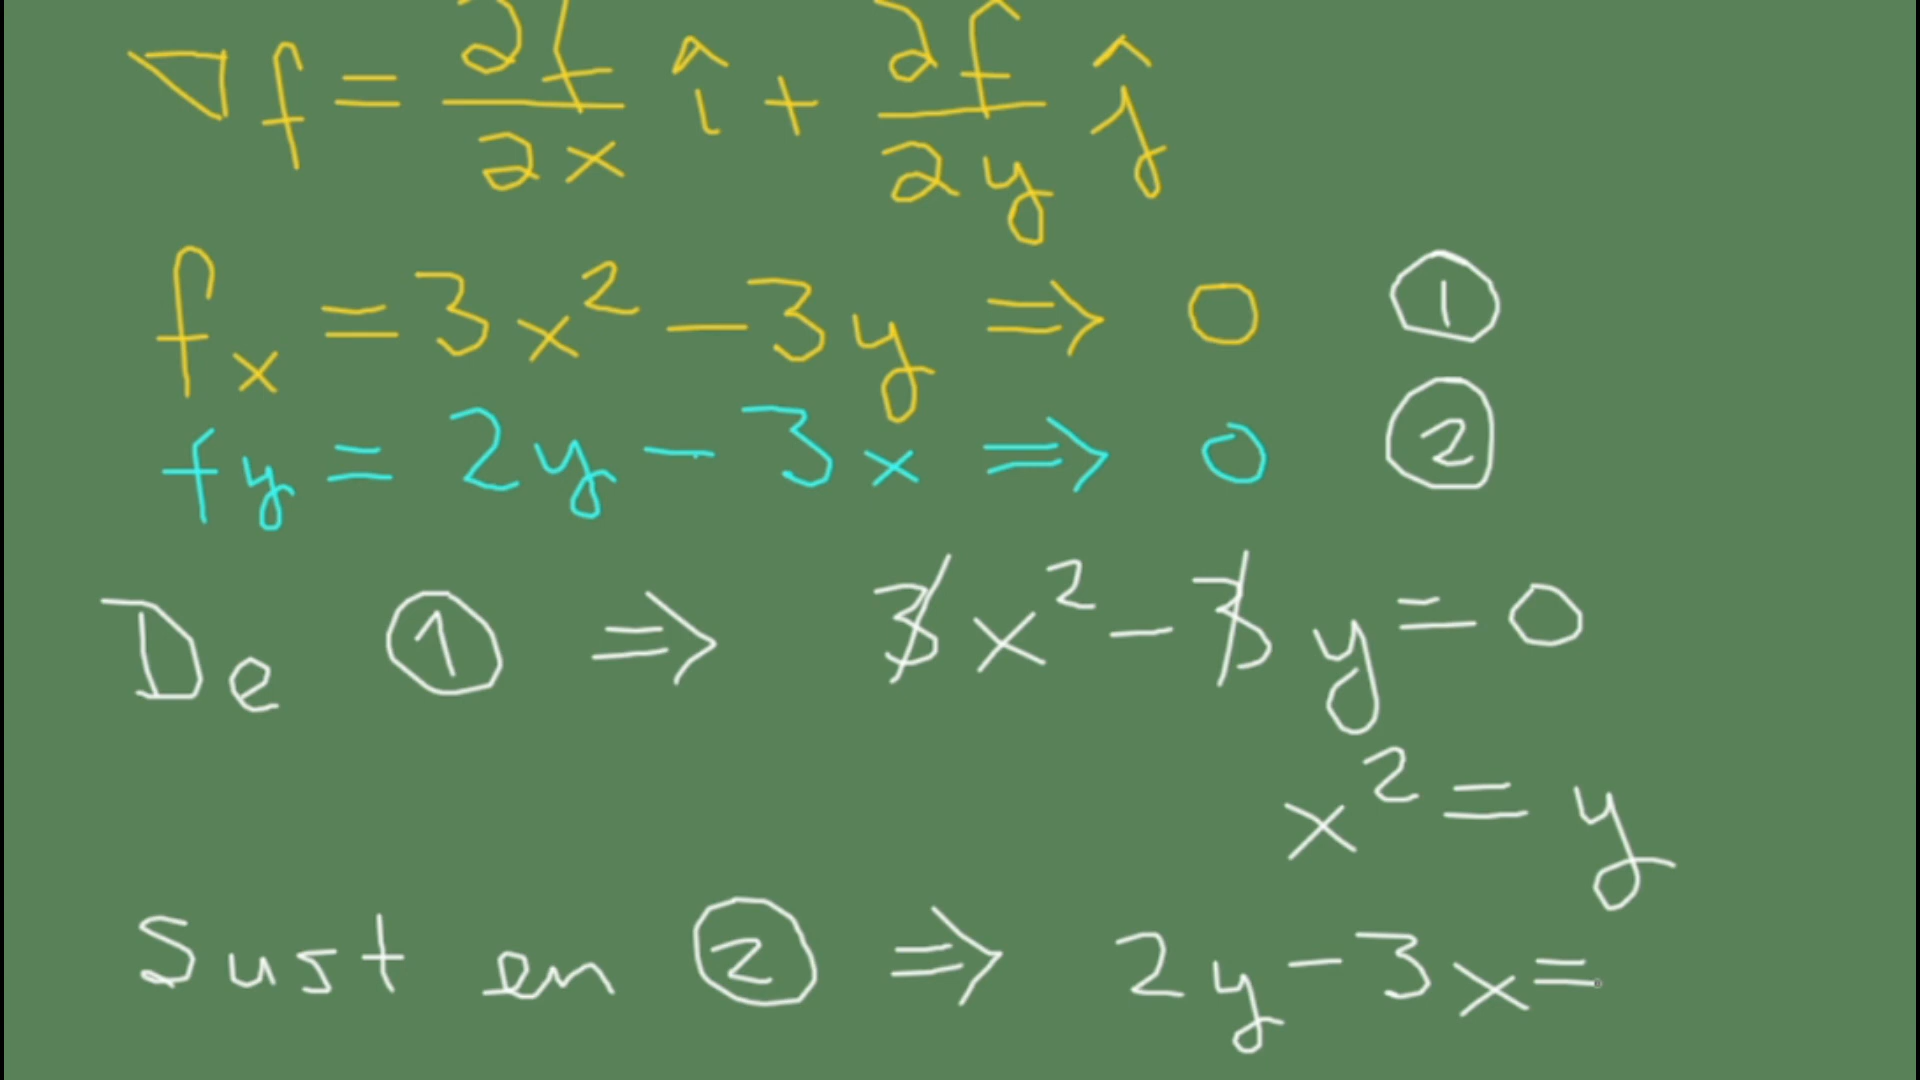 ∇f = ∂f/∂x î + ∂f/∂y ĵ
fx = 3x² - 3y ⇒ 0 ①
fy = 2y - 3x ⇒ 0 ②
De ① ⇒ 3x² - 3y = 0
x² = y
Sust en ② ⇒ 2y - 3x =